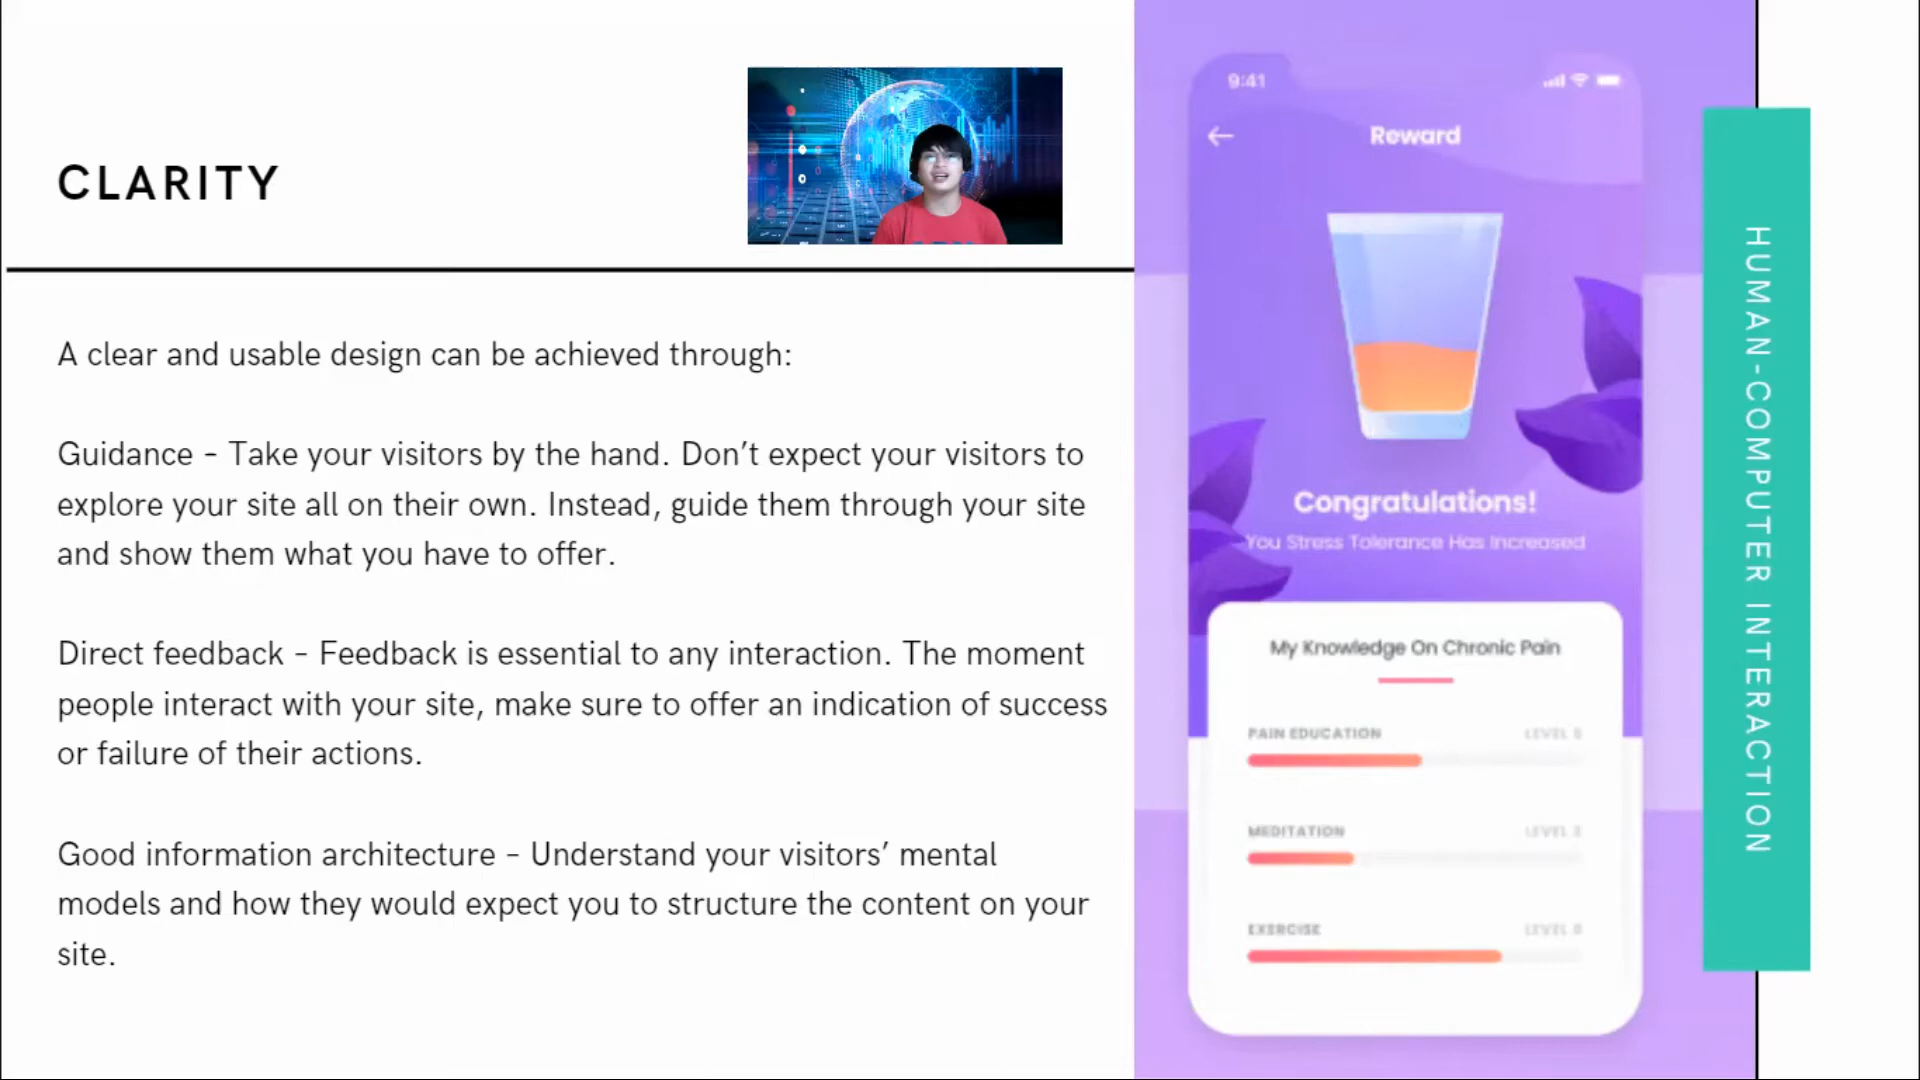 CLARITY
A clear and usable design can be achieved through:
Guidance – Take your visitors by the hand. Don’t expect your visitors to
explore your site all on their own. Instead, guide them through your site
and show them what you have to offer.
Direct feedback – Feedback is essential to any interaction. The moment
people interact with your site, make sure to offer an indication of success
or failure of their actions.
Good information architecture – Understand your visitors’ mental
models and how they would expect you to structure the content on your
site.
9:41
Reward
Congratulations!
You Stress Tolerance Has Increased
My Knowledge On Chronic Pain
PAIN EDUCATION LEVEL
MEDITATION LEVEL
EXERCISE LEVEL
HUMAN-COMPUTER INTERACTION